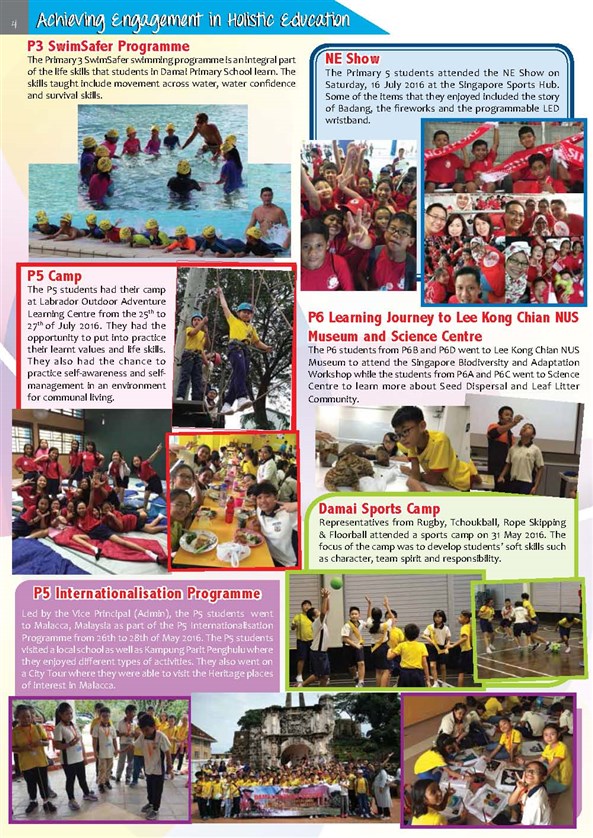 4
Achieving Engagement in Holistic Education
P3 SwimSafer Programme
The Primary 3 SwimSafer swimming programme is an integral part
of the life skills that students in Damai Primary School learn. The
skills taught include movement across water, water confidence
and survival skills.
NE Show
The Primary 5 students attended the NE Show on
Saturday, 16 July 2016 at the Singapore Sports Hub.
Some of the items that they enjoyed included the story
of Badang, the fireworks and the programmable LED
wristband.
P5 Camp
The P5 students had their camp
at Labrador Outdoor Adventure
Learning Centre from the 25th to
27th of July 2016. They had the
opportunity to put into practice
their learnt values and life skills.
They also had the chance to
practice self-awareness and self-
management in an environment
for communal living.
P6 Learning Journey to Lee Kong Chian NUS
Museum and Science Centre
The P6 students from P6B and P6D went to Lee Kong Chian NUS
Museum to attend the Singapore Biodiversity and Adaptation
Workshop while the students from P6A and P6C went to Science
Centre to learn more about Seed Dispersal and Leaf Litter
Community.
Damai Sports Camp
Representatives from Rugby, Tchoukball, Rope Skipping
& Floorball attended a sports camp on 31 May 2016. The
focus of the camp was to develop students' soft skills such
as character, team spirit and responsibility.
P5 Internationalisation Programme
Led by the Vice Principal (Admin), the P5 students went
to Malacca, Malaysia as part of the P5 Internationalisation
Programme from 26th to 28th of May 2016. The P5 students
visited a local school as well as Kampung Parit Penghulu where
they enjoyed different types of activities. They also went on
a City Tour where they were able to visit the Heritage places
of interest in Malacca.